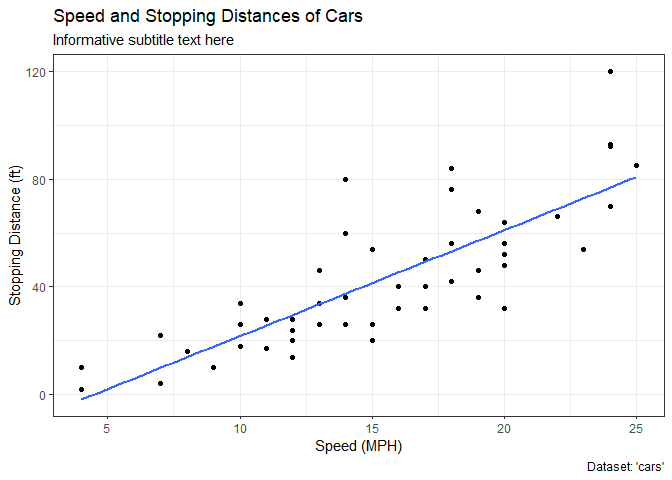 Speed and Stopping Distances of Cars
Informative subtitle text here
Stopping Distance (ft)
120
80
40
0
5 10 15 20 25
Speed (MPH)
Dataset: 'cars'